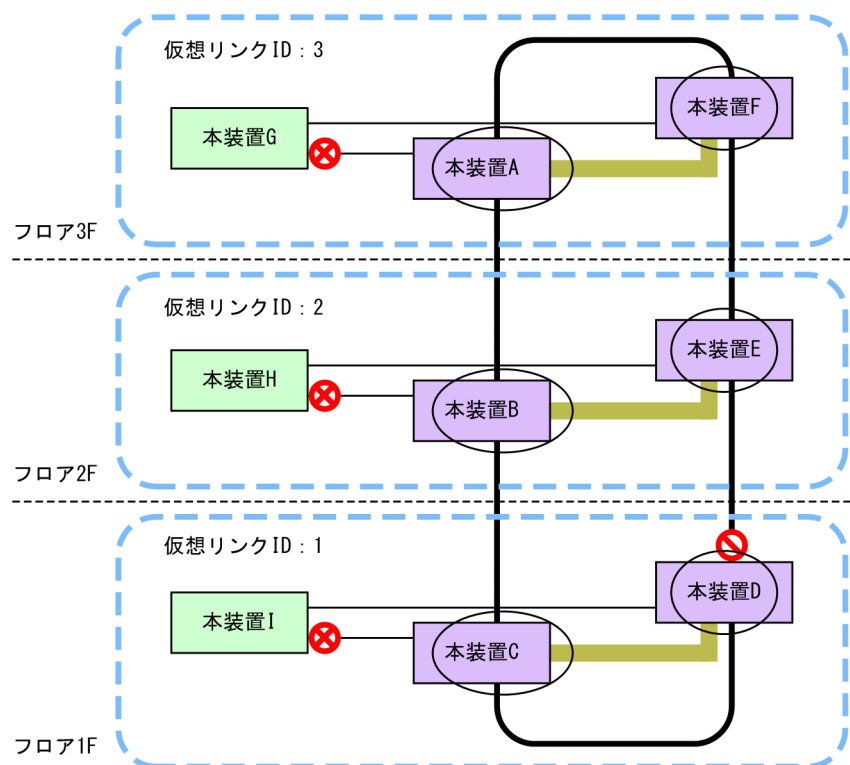 仮想リンクID：3
本装置F
本装置G
本装置A
フロア3F
仮想リンクID：2
本装置E
本装置H
本装置B
フロア2F
仮想リンクID：1
本装置D
本装置I
本装置C
フロア1F